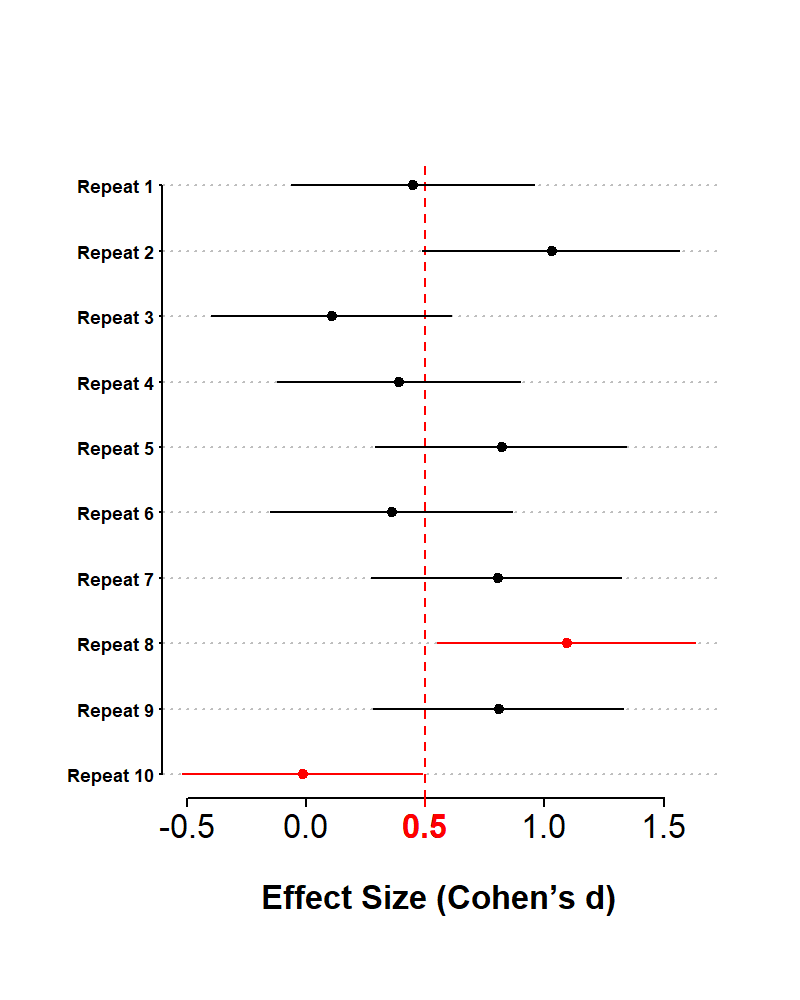 Repeat 1
Repeat 2
Repeat 3
Repeat 4
Repeat 5
Repeat 6
Repeat 7
Repeat 8
Repeat 9
Repeat 10
-0.5 0.0 0.5 1.0 1.5
Effect Size (Cohen’s d)